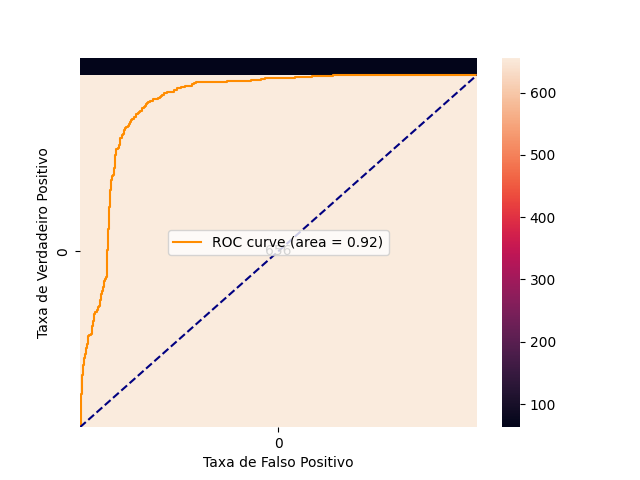 Taxa de Verdadeiro Positivo
0
ROC curve (area = 0.92)
0
Taxa de Falso Positivo
600
500
400
300
200
100